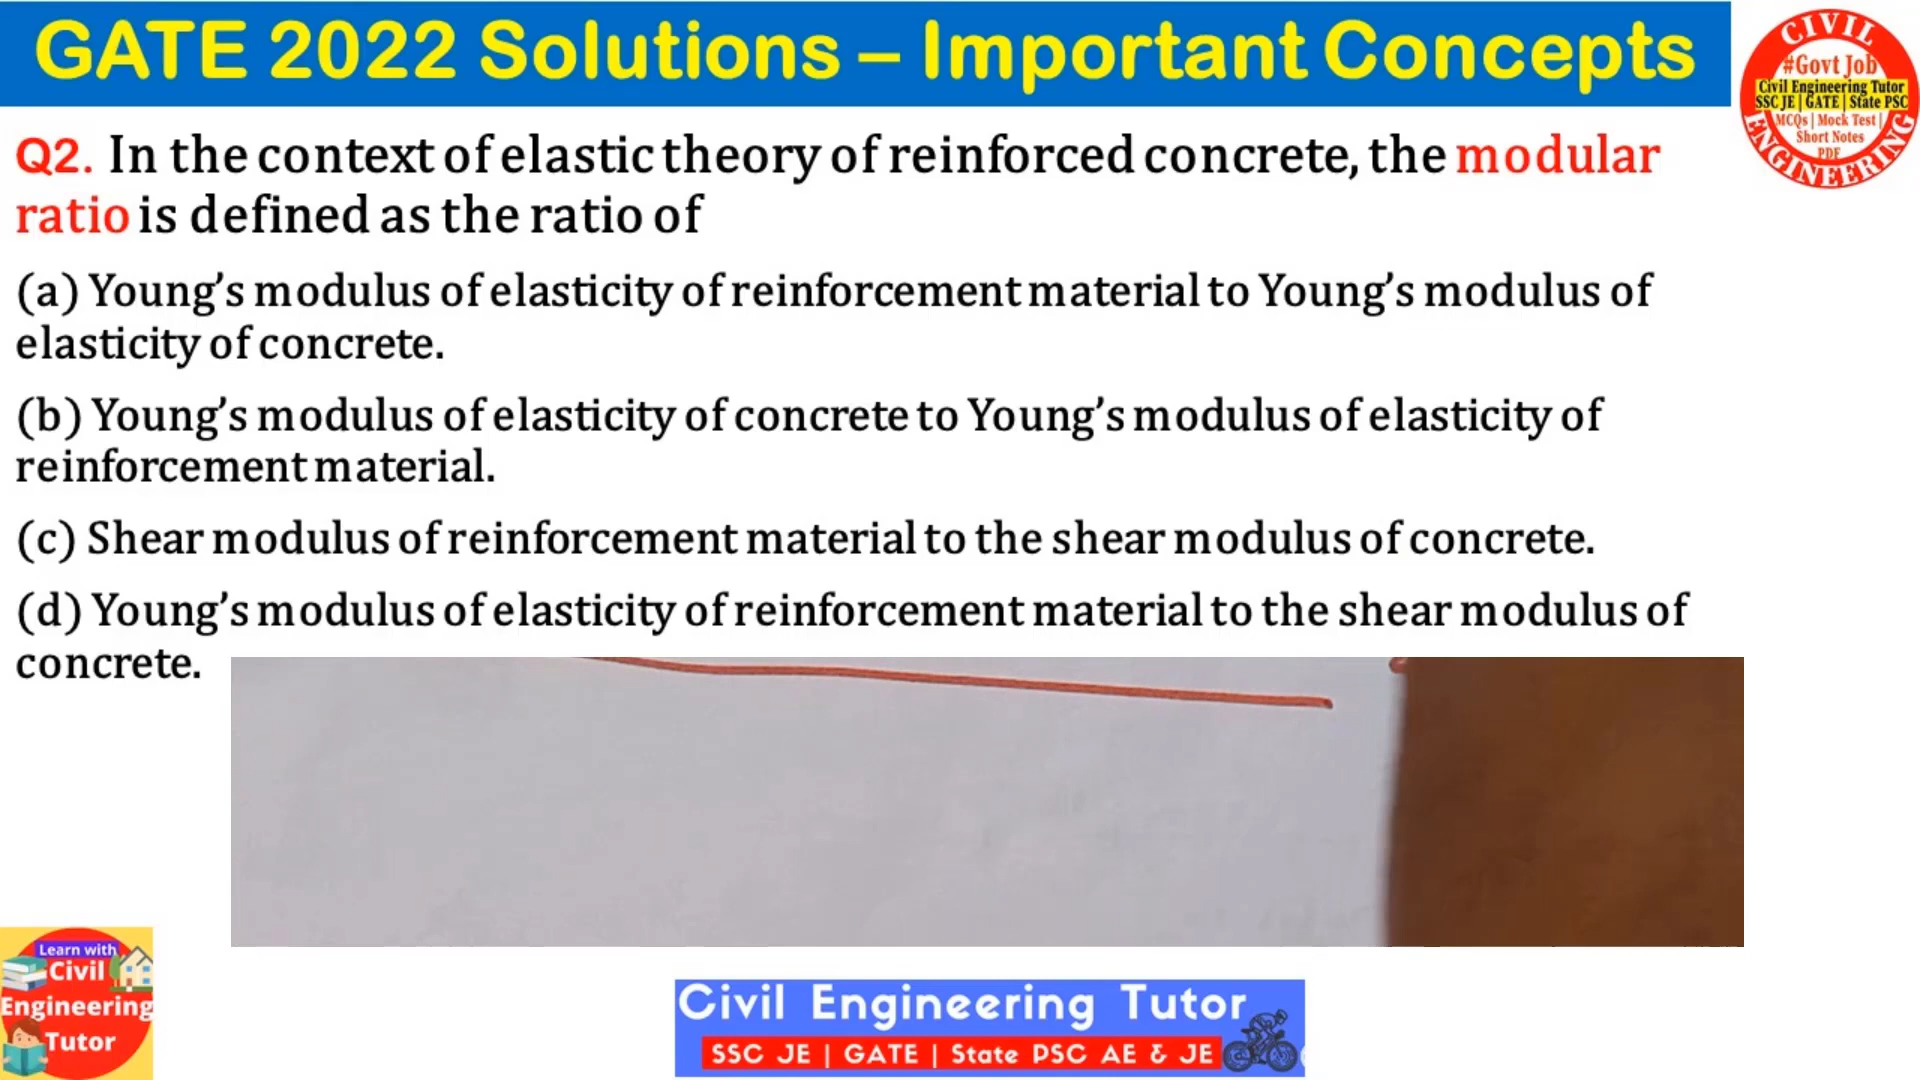 GATE 2022 Solutions – Important Concepts
CIVIL
#Govt Job
Civil Engineering Tutor
SSC JE | GATE | State PSC
MCQs | Mock Test |
Short Notes
PDF
ENGINEERING
Q2. In the context of elastic theory of reinforced concrete, the modular
ratio is defined as the ratio of
(a) Young’s modulus of elasticity of reinforcement material to Young’s modulus of
elasticity of concrete.
(b) Young’s modulus of elasticity of concrete to Young’s modulus of elasticity of
reinforcement material.
(c) Shear modulus of reinforcement material to the shear modulus of concrete.
(d) Young’s modulus of elasticity of reinforcement material to the shear modulus of
concrete.
Learn with
Civil
Engineering
Tutor
Civil Engineering Tutor
SSC JE | GATE | State PSC AE & JE